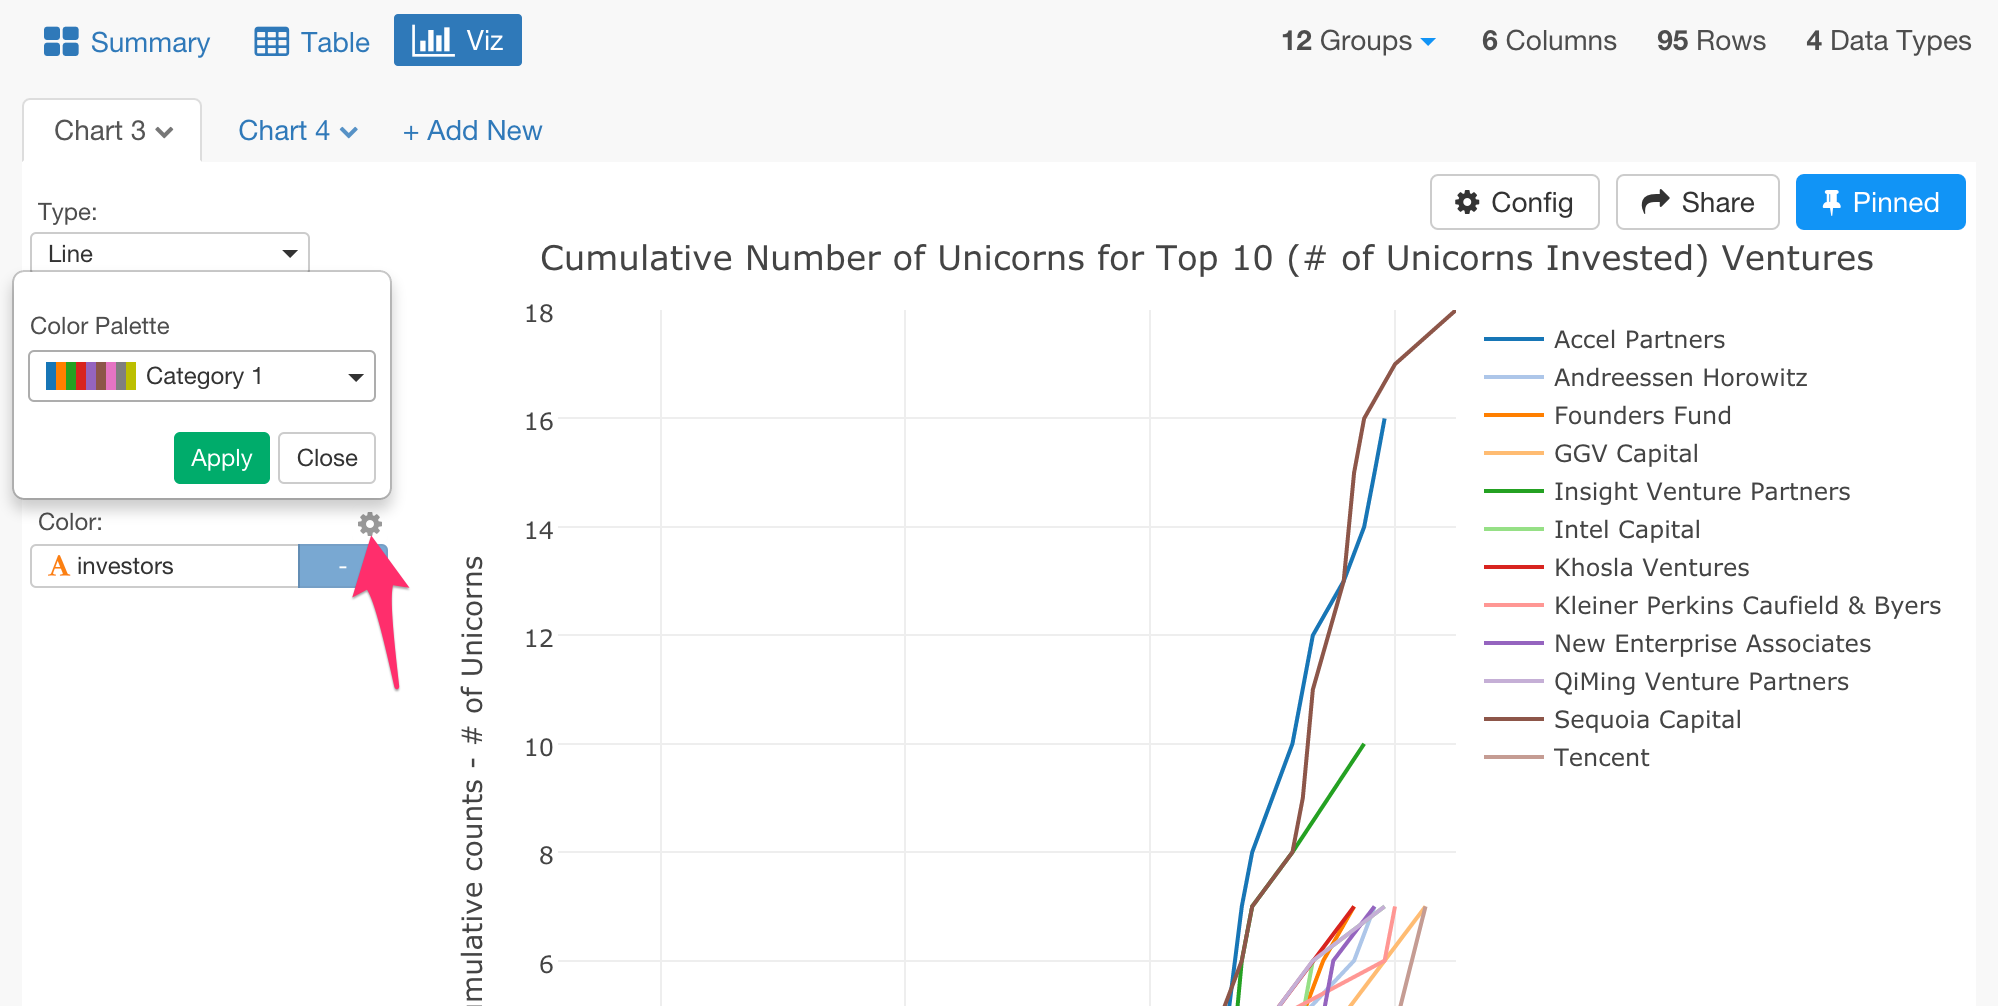 Summary Table Viz 12 Groups 6 Columns 95 Rows 4 Data Types
Chart 3 Chart 4 + Add New
Config Share Pinned
Type:
Line
Color Palette
Category 1
Apply Close
Color:
A investors -
Cumulative Number of Unicorns for Top 10 (# of Unicorns Invested) Ventures
18
16
14
12
10
8
6
counts - # of Unicorns
Accel Partners
Andreessen Horowitz
Founders Fund
GGV Capital
Insight Venture Partners
Intel Capital
Khosla Ventures
Kleiner Perkins Caufield & Byers
New Enterprise Associates
QiMing Venture Partners
Sequoia Capital
Tencent